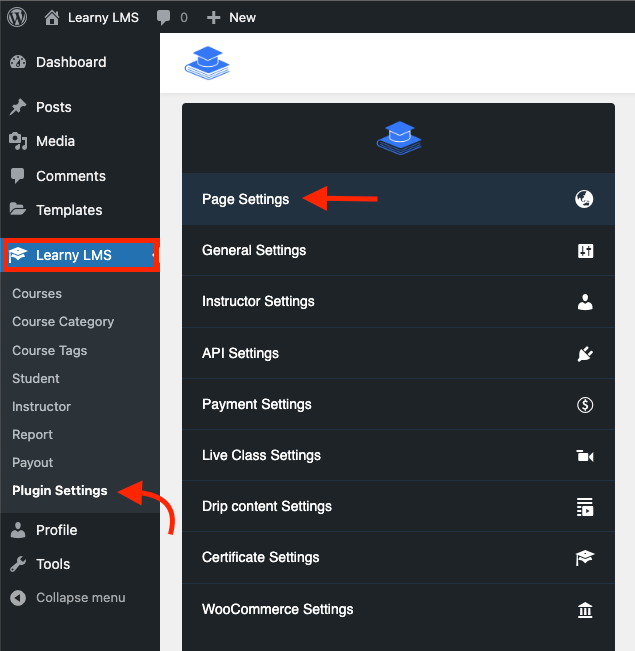 Learny LMS
0
New
Dashboard
Posts
Media
Comments
Templates
Learny LMS
Courses
Course Category
Course Tags
Student
Instructor
Report
Payout
Plugin Settings
Profile
Tools
Collapse menu
Page Settings
General Settings
Instructor Settings
API Settings
Payment Settings
Live Class Settings
Drip content Settings
Certificate Settings
WooCommerce Settings